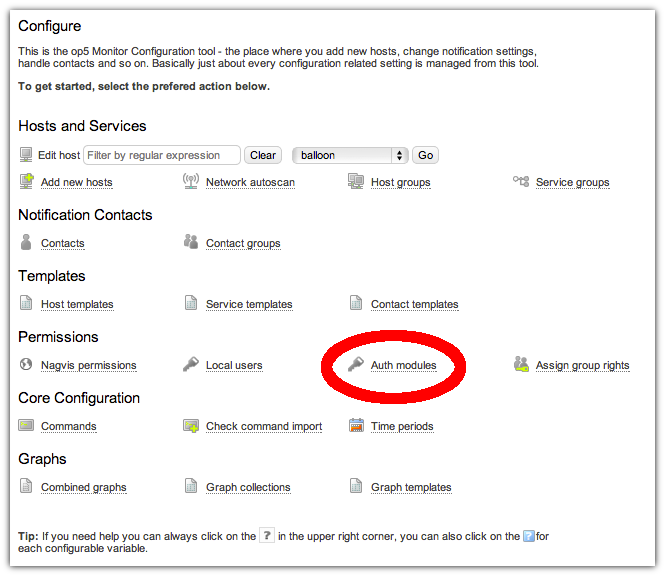 Configure
This is the op5 Monitor Configuration tool - the place where you add new hosts, change notification settings,
handle contacts and so on. Basically just about every configuration related setting is managed from this tool.
To get started, select the prefered action below.
Hosts and Services
Edit host Filter by regular expression Clear balloon Go
Add new hosts Network autoscan Host groups Service groups
Notification Contacts
Contacts Contact groups
Templates
Host templates Service templates Contact templates
Permissions
Nagvis permissions Local users Auth modules Assign group rights
Core Configuration
Commands Check command import Time periods
Graphs
Combined graphs Graph collections Graph templates
Tip: If you need help you can always click on the ? in the upper right corner, you can also click on the ? for
each configurable variable.